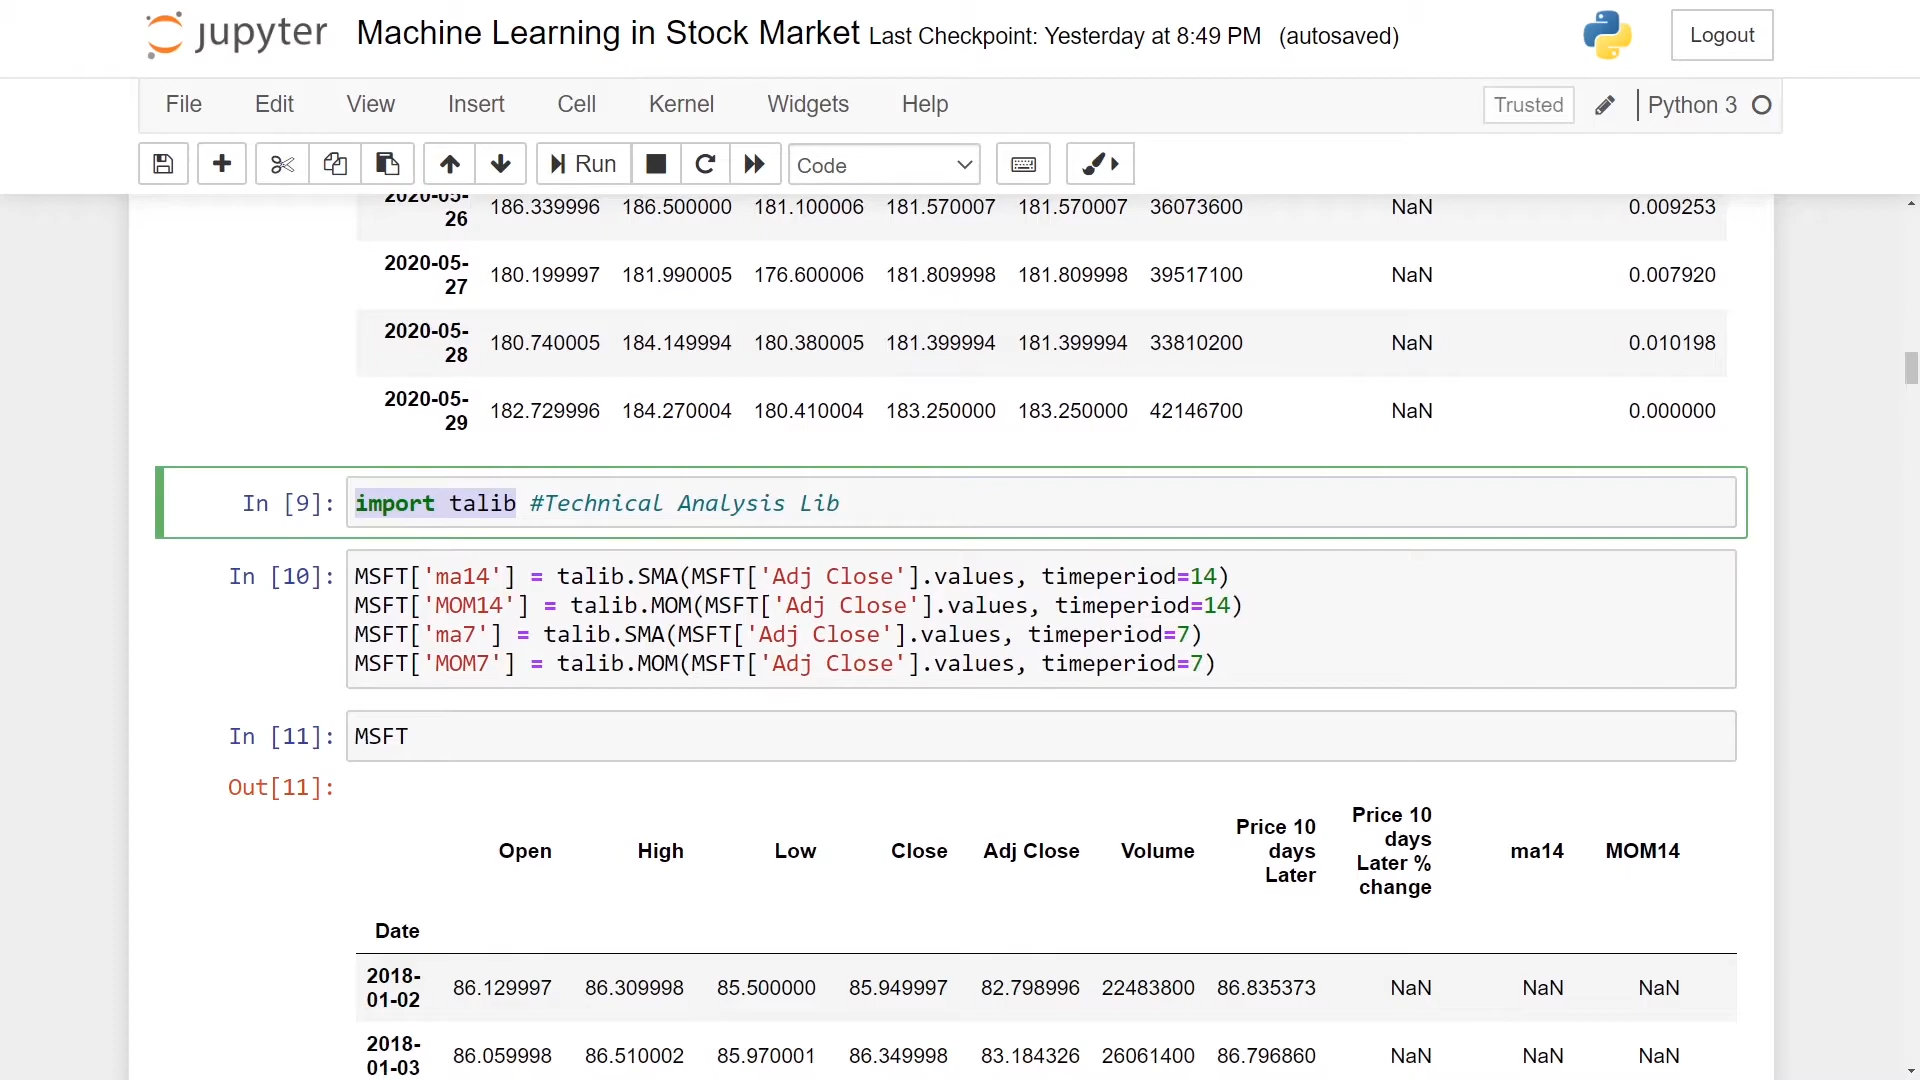 jupyter Machine Learning in Stock Market Last Checkpoint: Yesterday at 8:49 PM (autosaved) Logout
File Edit View Insert Cell Kernel Widgets Help Trusted Python 3
Run Code
2020-05-
26 186.339996 186.500000 181.100006 181.570007 181.570007 36073600 NaN 0.009253
2020-05-
27 180.199997 181.990005 176.600006 181.809998 181.809998 39517100 NaN 0.007920
2020-05-
28 180.740005 184.149994 180.380005 181.399994 181.399994 33810200 NaN 0.010198
2020-05-
29 182.729996 184.270004 180.410004 183.250000 183.250000 42146700 NaN 0.000000
In [9]: import talib #Technical Analysis Lib
In [10]: MSFT['ma14'] = talib.SMA(MSFT['Adj Close'].values, timeperiod=14)
MSFT['MOM14'] = talib.MOM(MSFT['Adj Close'].values, timeperiod=14)
MSFT['ma7'] = talib.SMA(MSFT['Adj Close'].values, timeperiod=7)
MSFT['MOM7'] = talib.MOM(MSFT['Adj Close'].values, timeperiod=7)
In [11]: MSFT
Out[11]:
Open High Low Close Adj Close Volume Price 10 days Later Price 10 days Later % change ma14 MOM14
Date
2018-
01-02 86.129997 86.309998 85.500000 85.949997 82.798996 22483800 86.835373 NaN NaN NaN
2018-
01-03 86.059998 86.510002 85.970001 86.349998 83.184326 26061400 86.796860 NaN NaN NaN